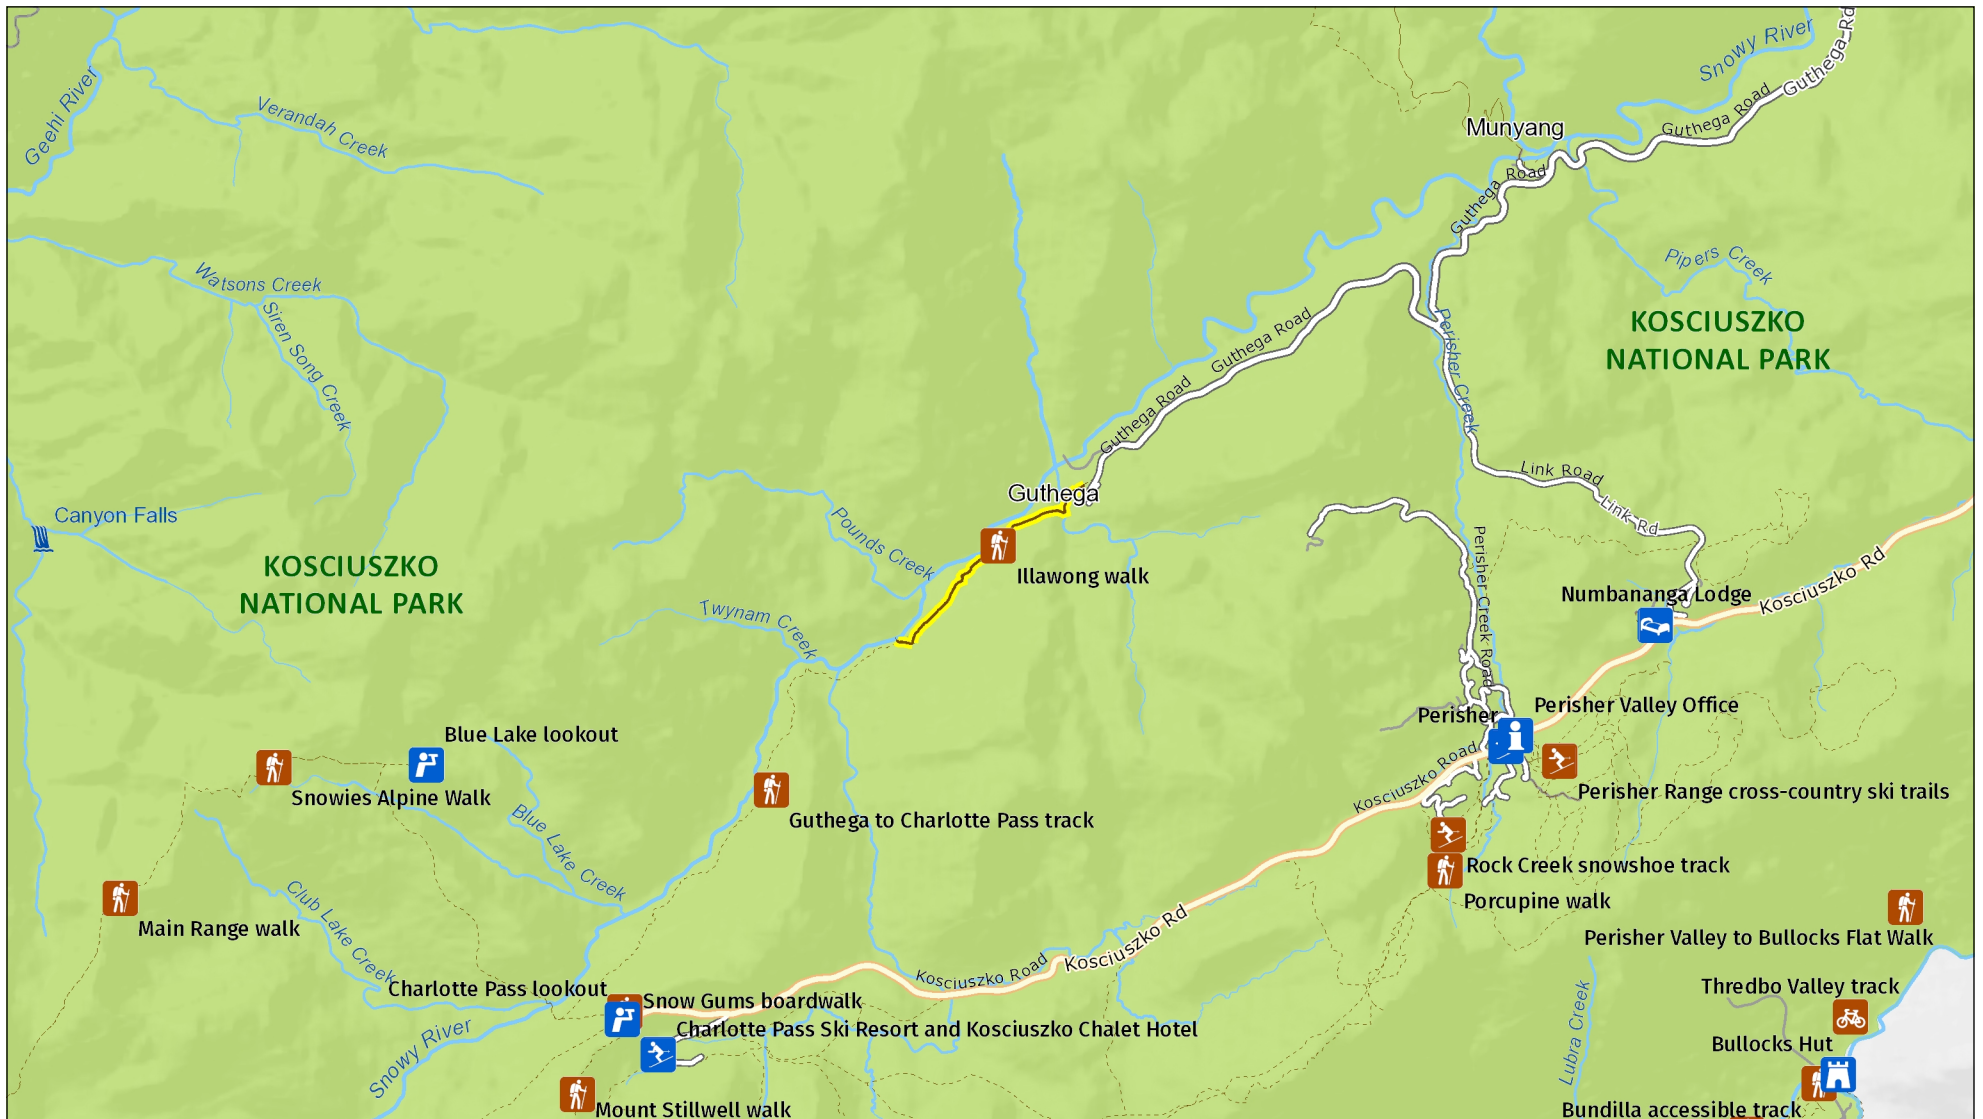 Snowy River
Guthega Rd
Geehi River
Verandah Creek
Guthega Road
Munyang
Guthega Road
Pipers Creek
Watsons Creek
Siren Song Creek
Guthega Road
Perisher Creek
KOSCIUSZKO
NATIONAL PARK
Guthega Road
Link Road
Link Rd
Guthega
Canyon Falls
Pounds Creek
Perisher Creek Road
Kosciuszko Rd
KOSCIUSZKO
NATIONAL PARK
Illawong walk
Numbananga Lodge
Twynam Creek
Perisher Valley Office
Perisher
Blue Lake lookout
Kosciuszko Road
Snowies Alpine Walk
Perisher Range cross-country ski trails
Blue Lake Creek
Guthega to Charlotte Pass track
Rock Creek snowshoe track
Porcupine walk
Club Lake Creek
Main Range walk
Kosciuszko Rd
Perisher Valley to Bullocks Flat Walk
Kosciuszko Road
Charlotte Pass lookout
Snow Gums boardwalk
Thredbo Valley track
Lubra Creek
Snowy River
Charlotte Pass Ski Resort and Kosciuszko Chalet Hotel
Bullocks Hut
Mount Stillwell walk
Bundilla accessible track